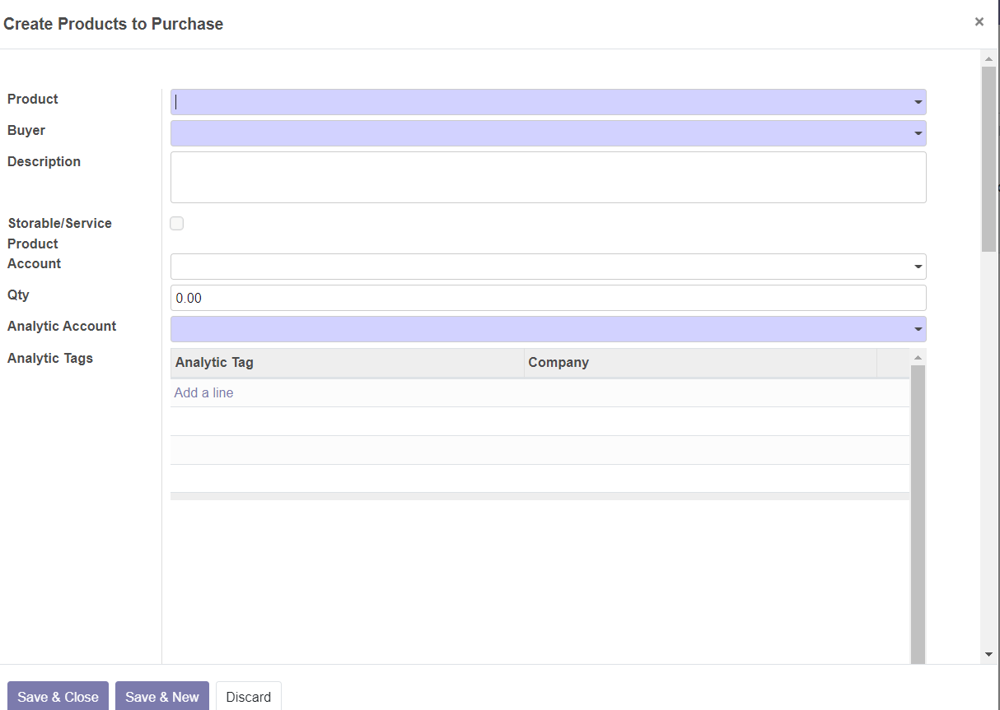 Create Products to Purchase
×
Product
Buyer
Description
Storable/Service
Product
Account
Qty
0.00
Analytic Account
Analytic Tags
Analytic Tag
Company
Add a line
Save & Close
Save & New
Discard